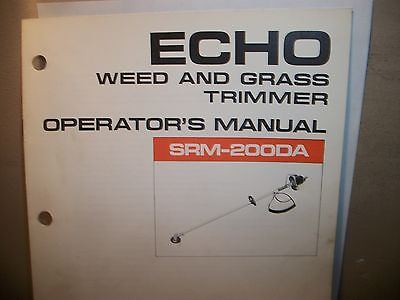 ECHO
WEED AND GRASS
TRIMMER
OPERATOR'S MANUAL
SRM-200DA